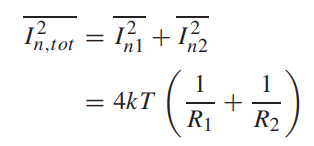 $\overline{I_{n,tot}^2} = \overline{I_{n1}^2} + \overline{I_{n2}^2}$
$= 4kT \left( \frac{1}{R_1} + \frac{1}{R_2} \right)$